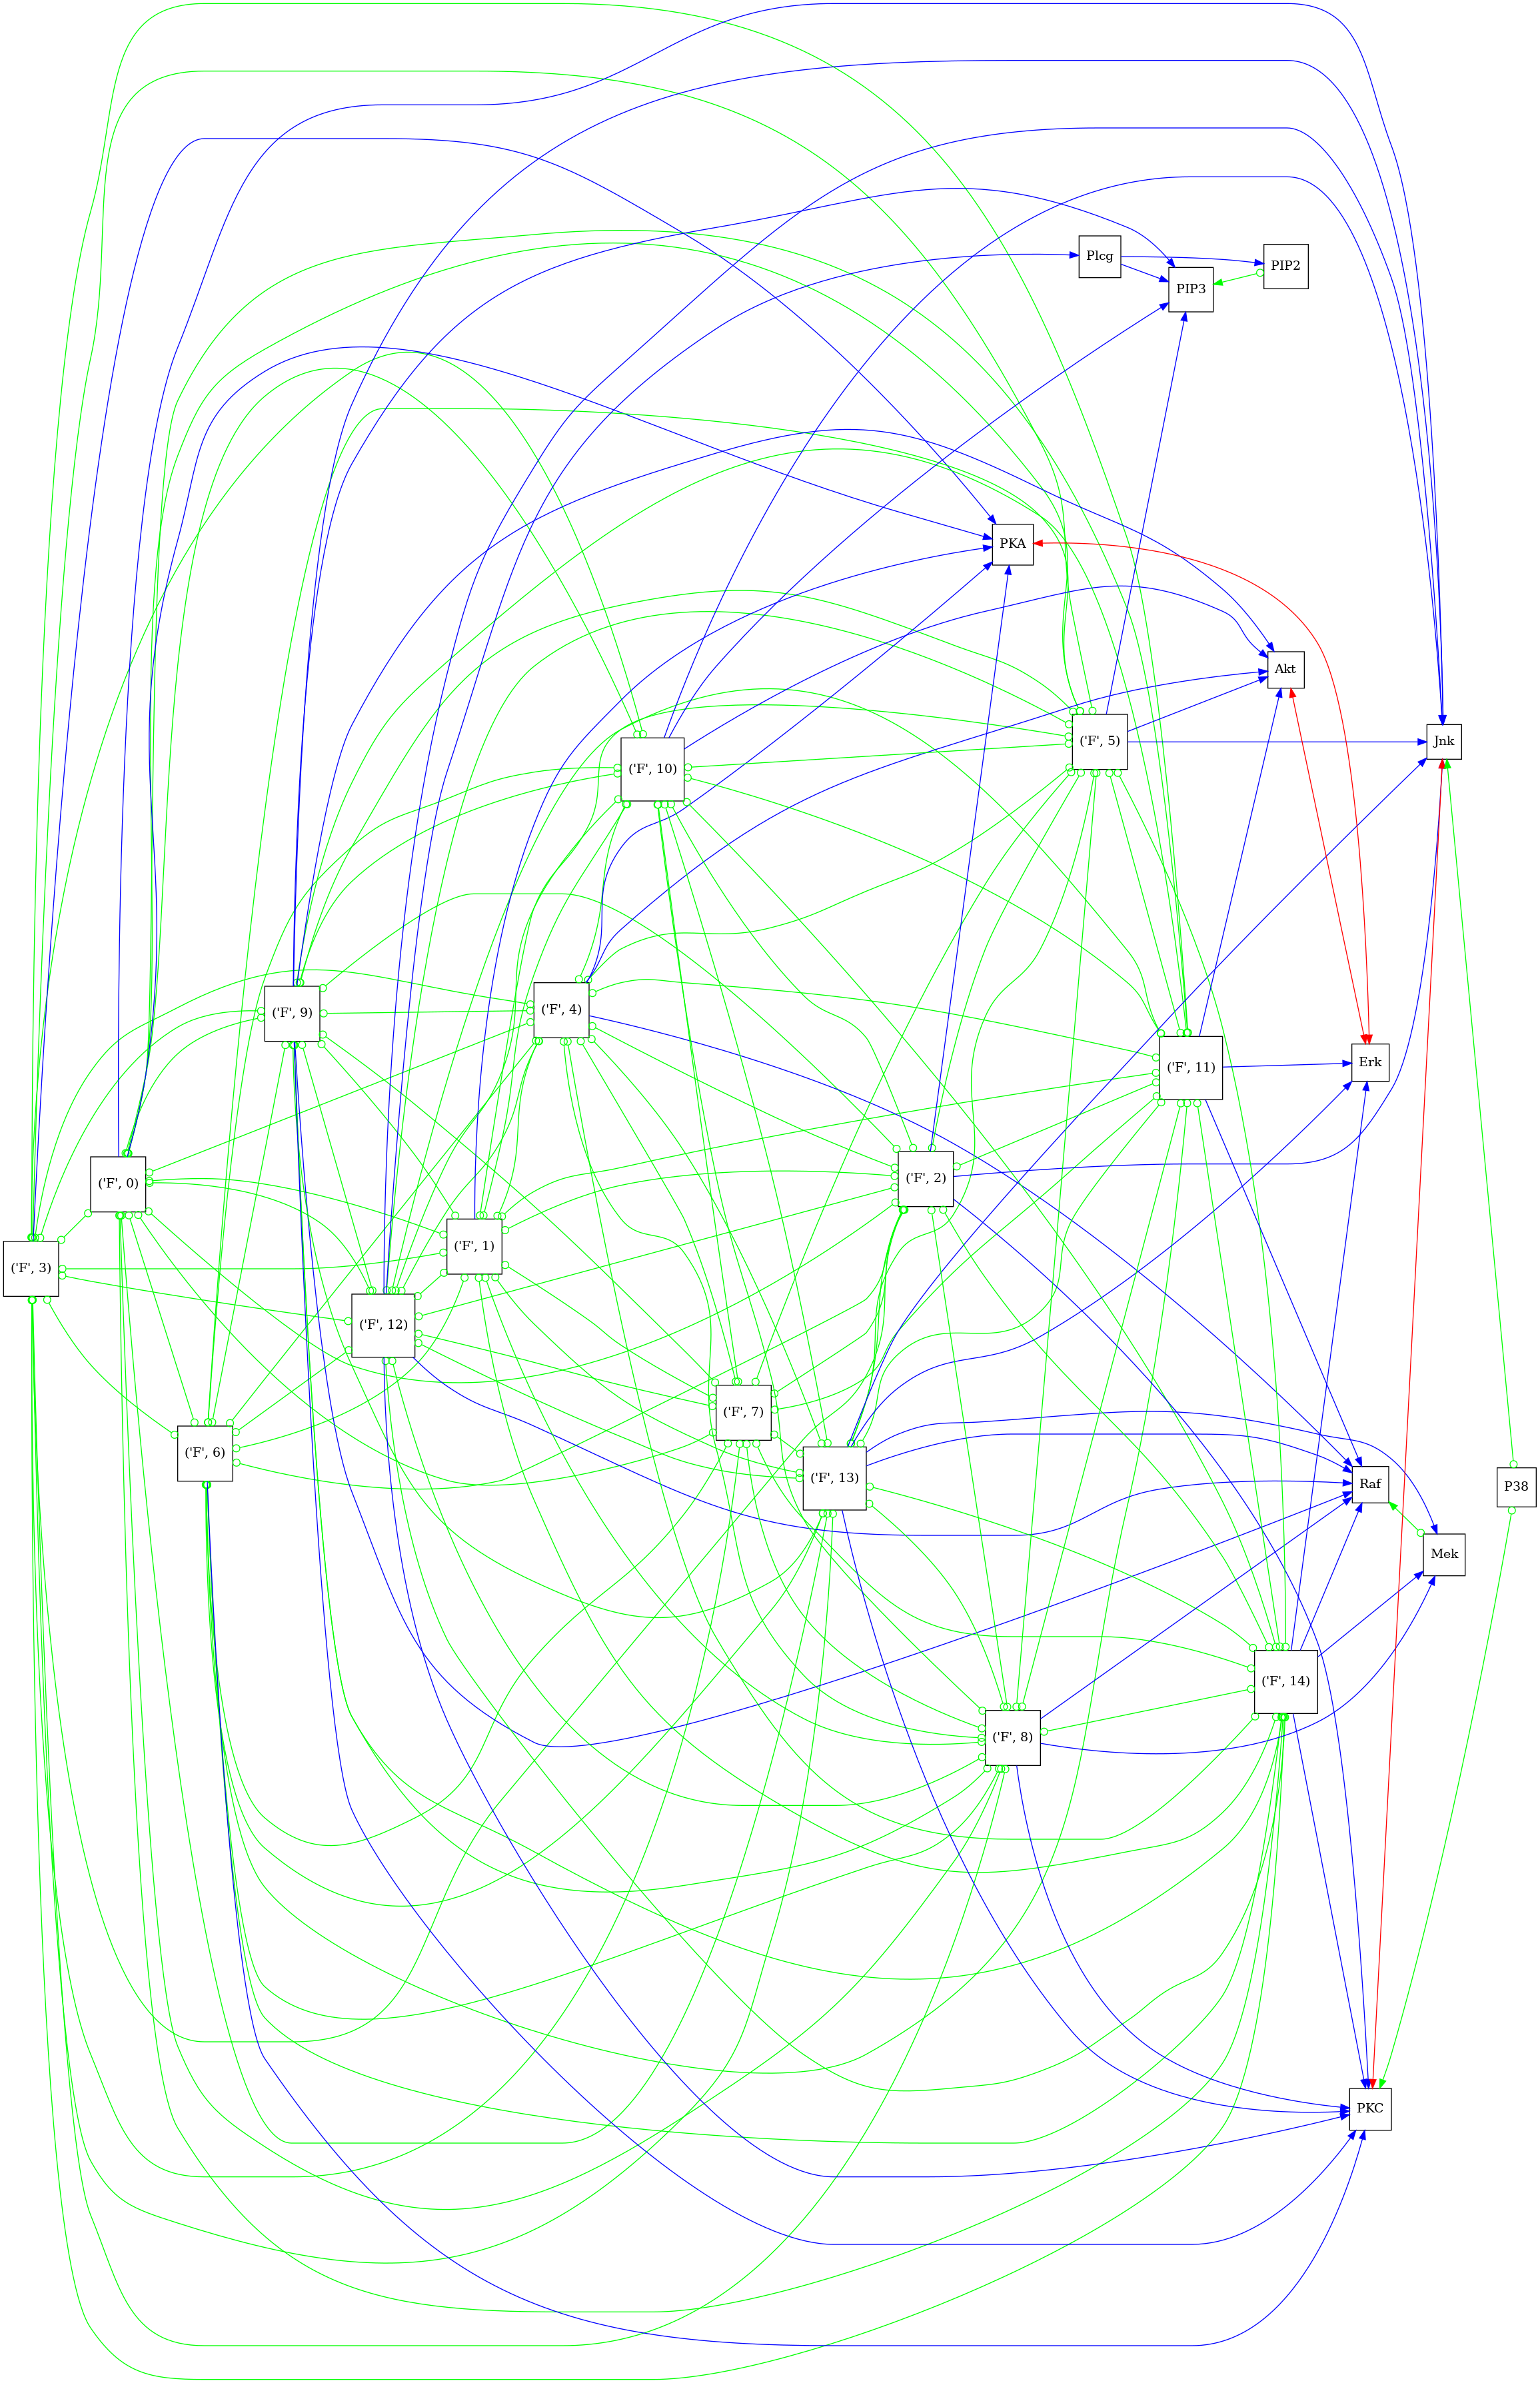 Plcg
PIP2
PIP3
PKA
Akt
('F', 5)
Jnk
('F', 10)
('F', 4)
('F', 9)
Erk
('F', 11)
('F', 2)
('F', 0)
('F', 1)
('F', 3)
('F', 12)
('F', 7)
('F', 6)
('F', 13)
Raf
P38
Mek
('F', 14)
('F', 8)
PKC